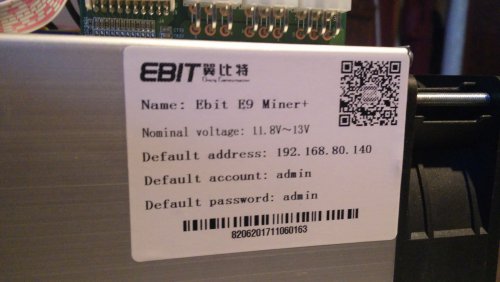 EBIT翼比特
Name: Ebit E9 Miner+
Nominal voltage: 11.8V～13V
Default address: 192.168.80.140
Default account: admin
Default password: admin
8206201711060163